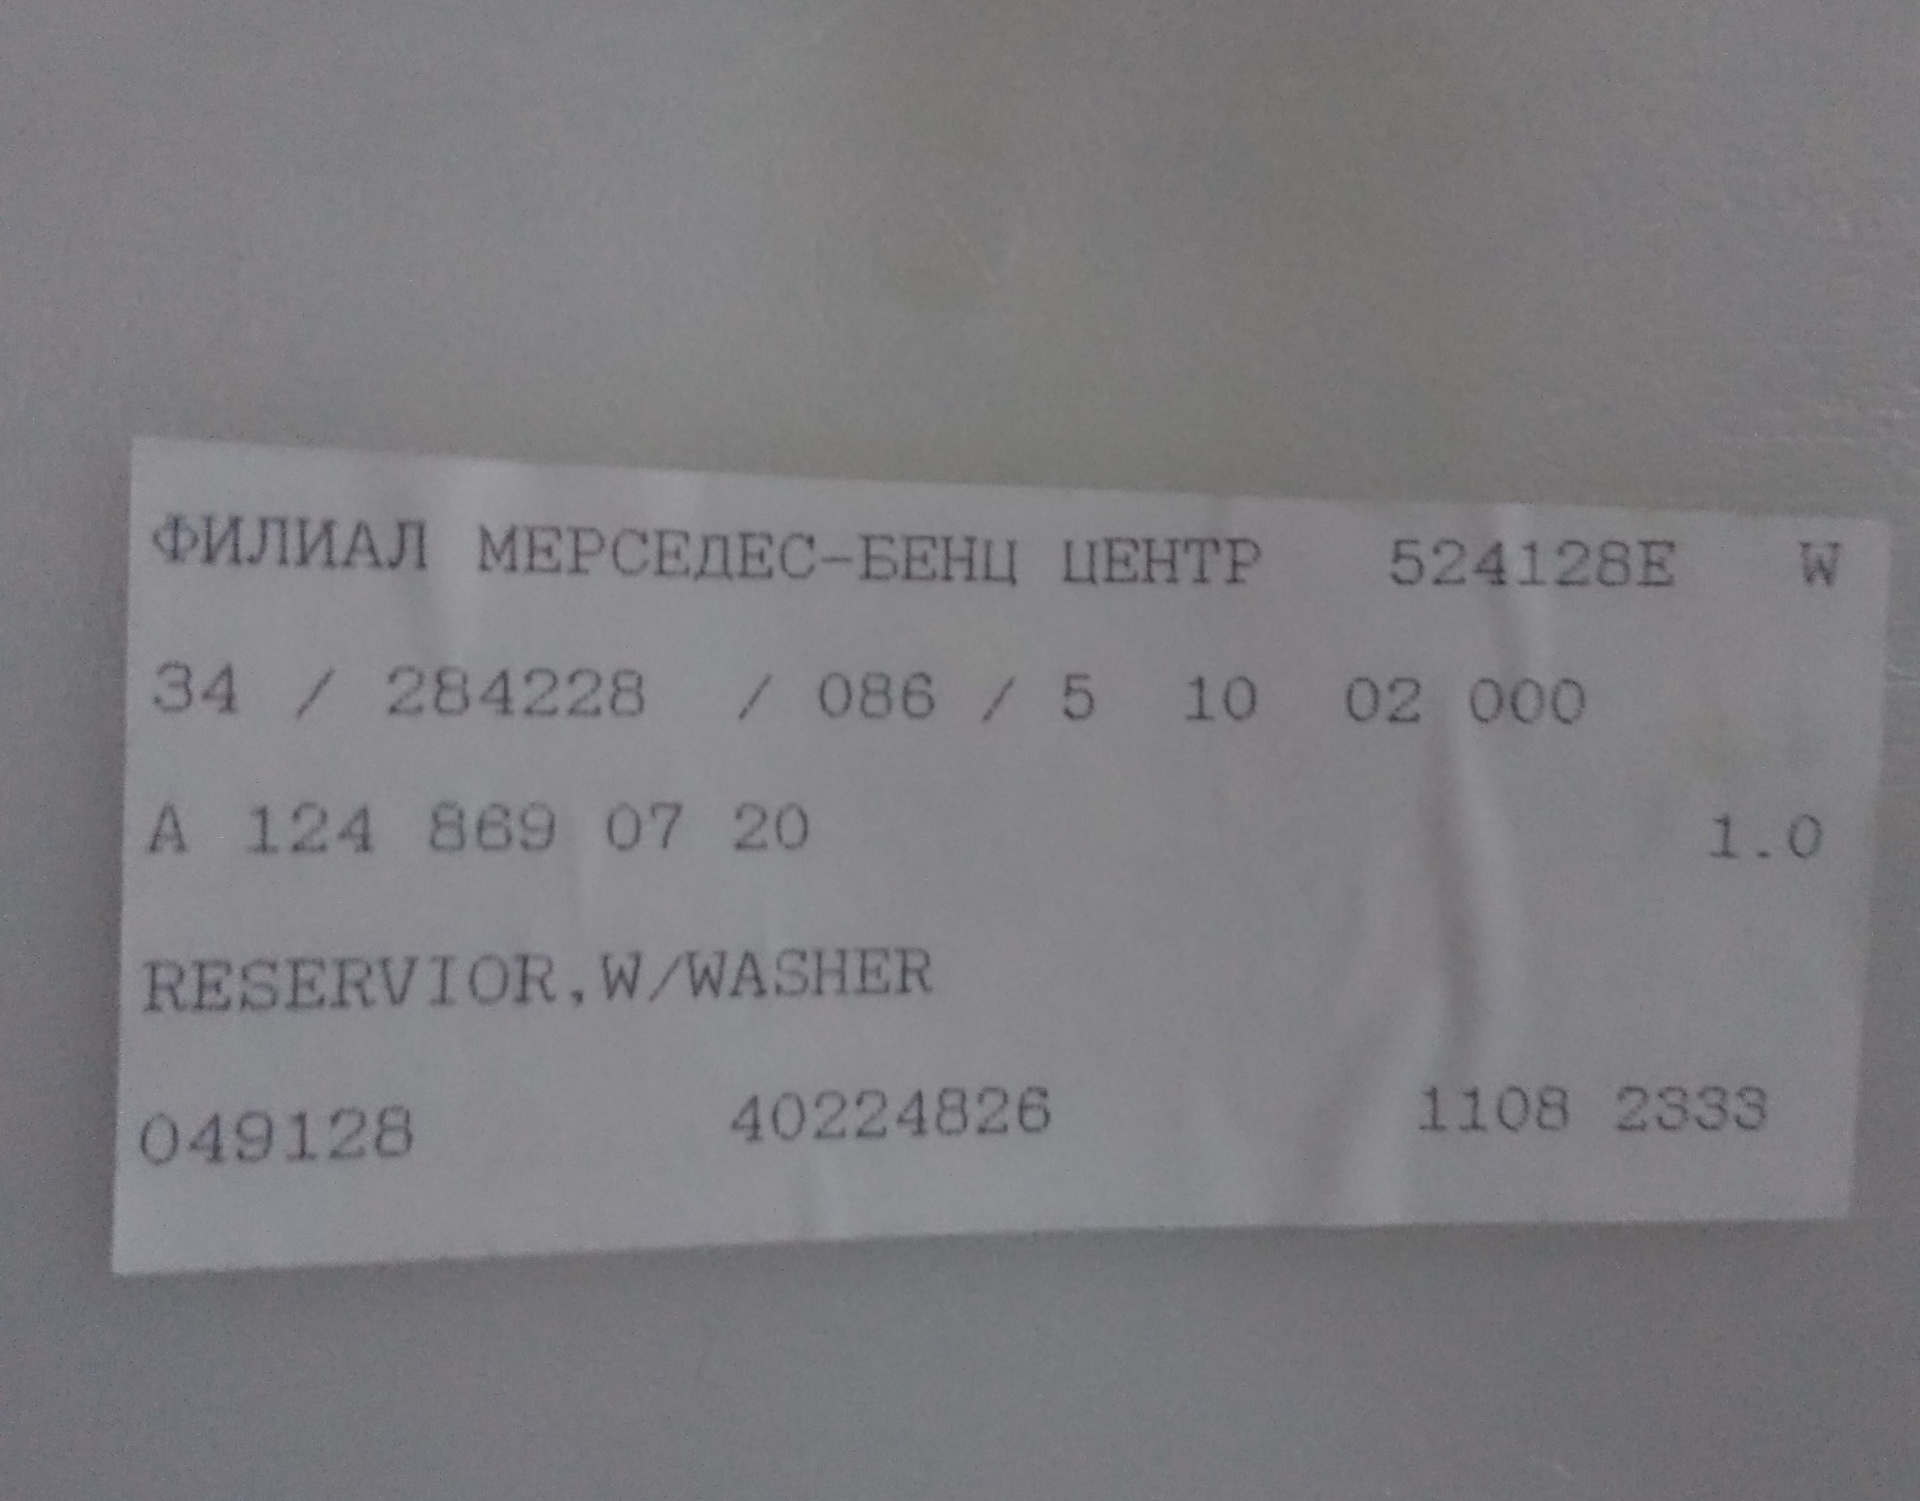 ФИЛИАЛ МЕРСЕДЕС-БЕНЦ ЦЕНТР 524128E W
34 / 284228 / 086 / 5 10 02 000
A 124 869 07 20 1.0
RESERVIOR,W/WASHER
049128 40224826 1108 2333